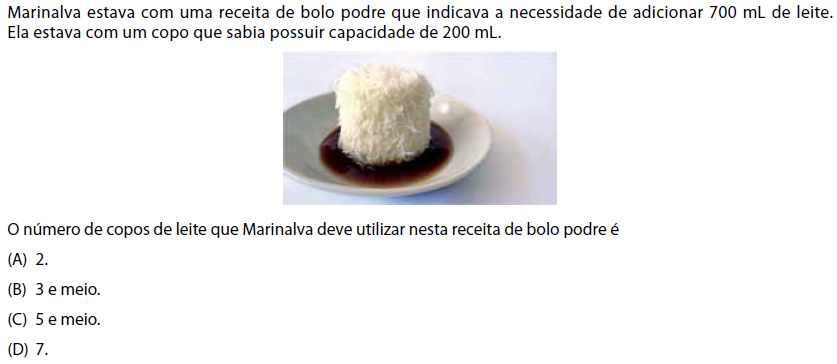 Marinalva estava com uma receita de bolo podre que indicava a necessidade de adicionar 700 mL de leite.
Ela estava com um copo que sabia possuir capacidade de 200 mL.
O número de copos de leite que Marinalva deve utilizar nesta receita de bolo podre é
(A) 2.
(B) 3 e meio.
(C) 5 e meio.
(D) 7.